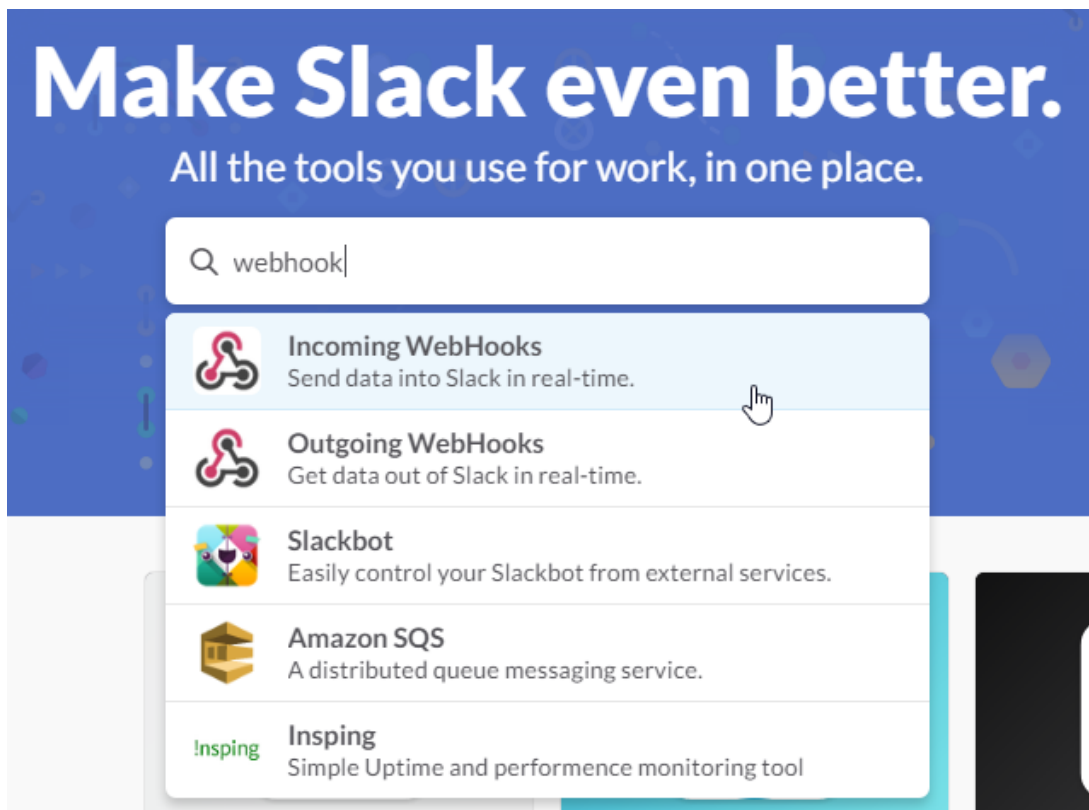 Make Slack even better.
All the tools you use for work, in one place.
webhook
Incoming WebHooks
Send data into Slack in real-time.
Outgoing WebHooks
Get data out of Slack in real-time.
Slackbot
Easily control your Slackbot from external services.
Amazon SQS
A distributed queue messaging service.
!nsping
Insping
Simple Uptime and performence monitoring tool